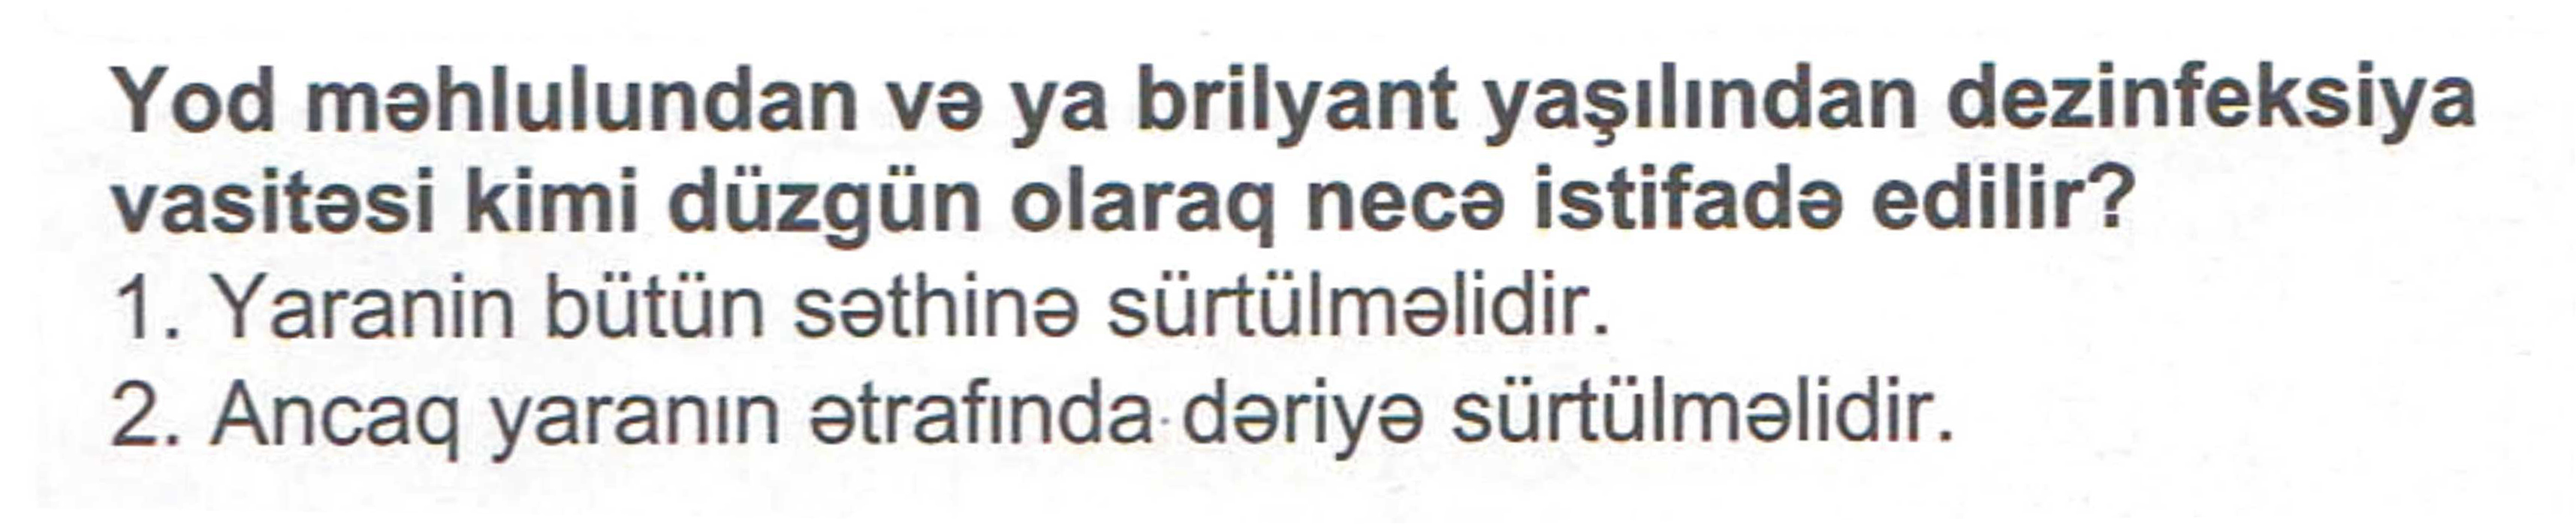 Yod məhlulundan və ya brilyant yaşılından dezinfeksiya
vasitəsi kimi düzgün olaraq necə istifadə edilir?
1. Yaranin bütün səthinə sürtülməlidir.
2. Ancaq yaranın ətrafında dəriyə sürtülməlidir.